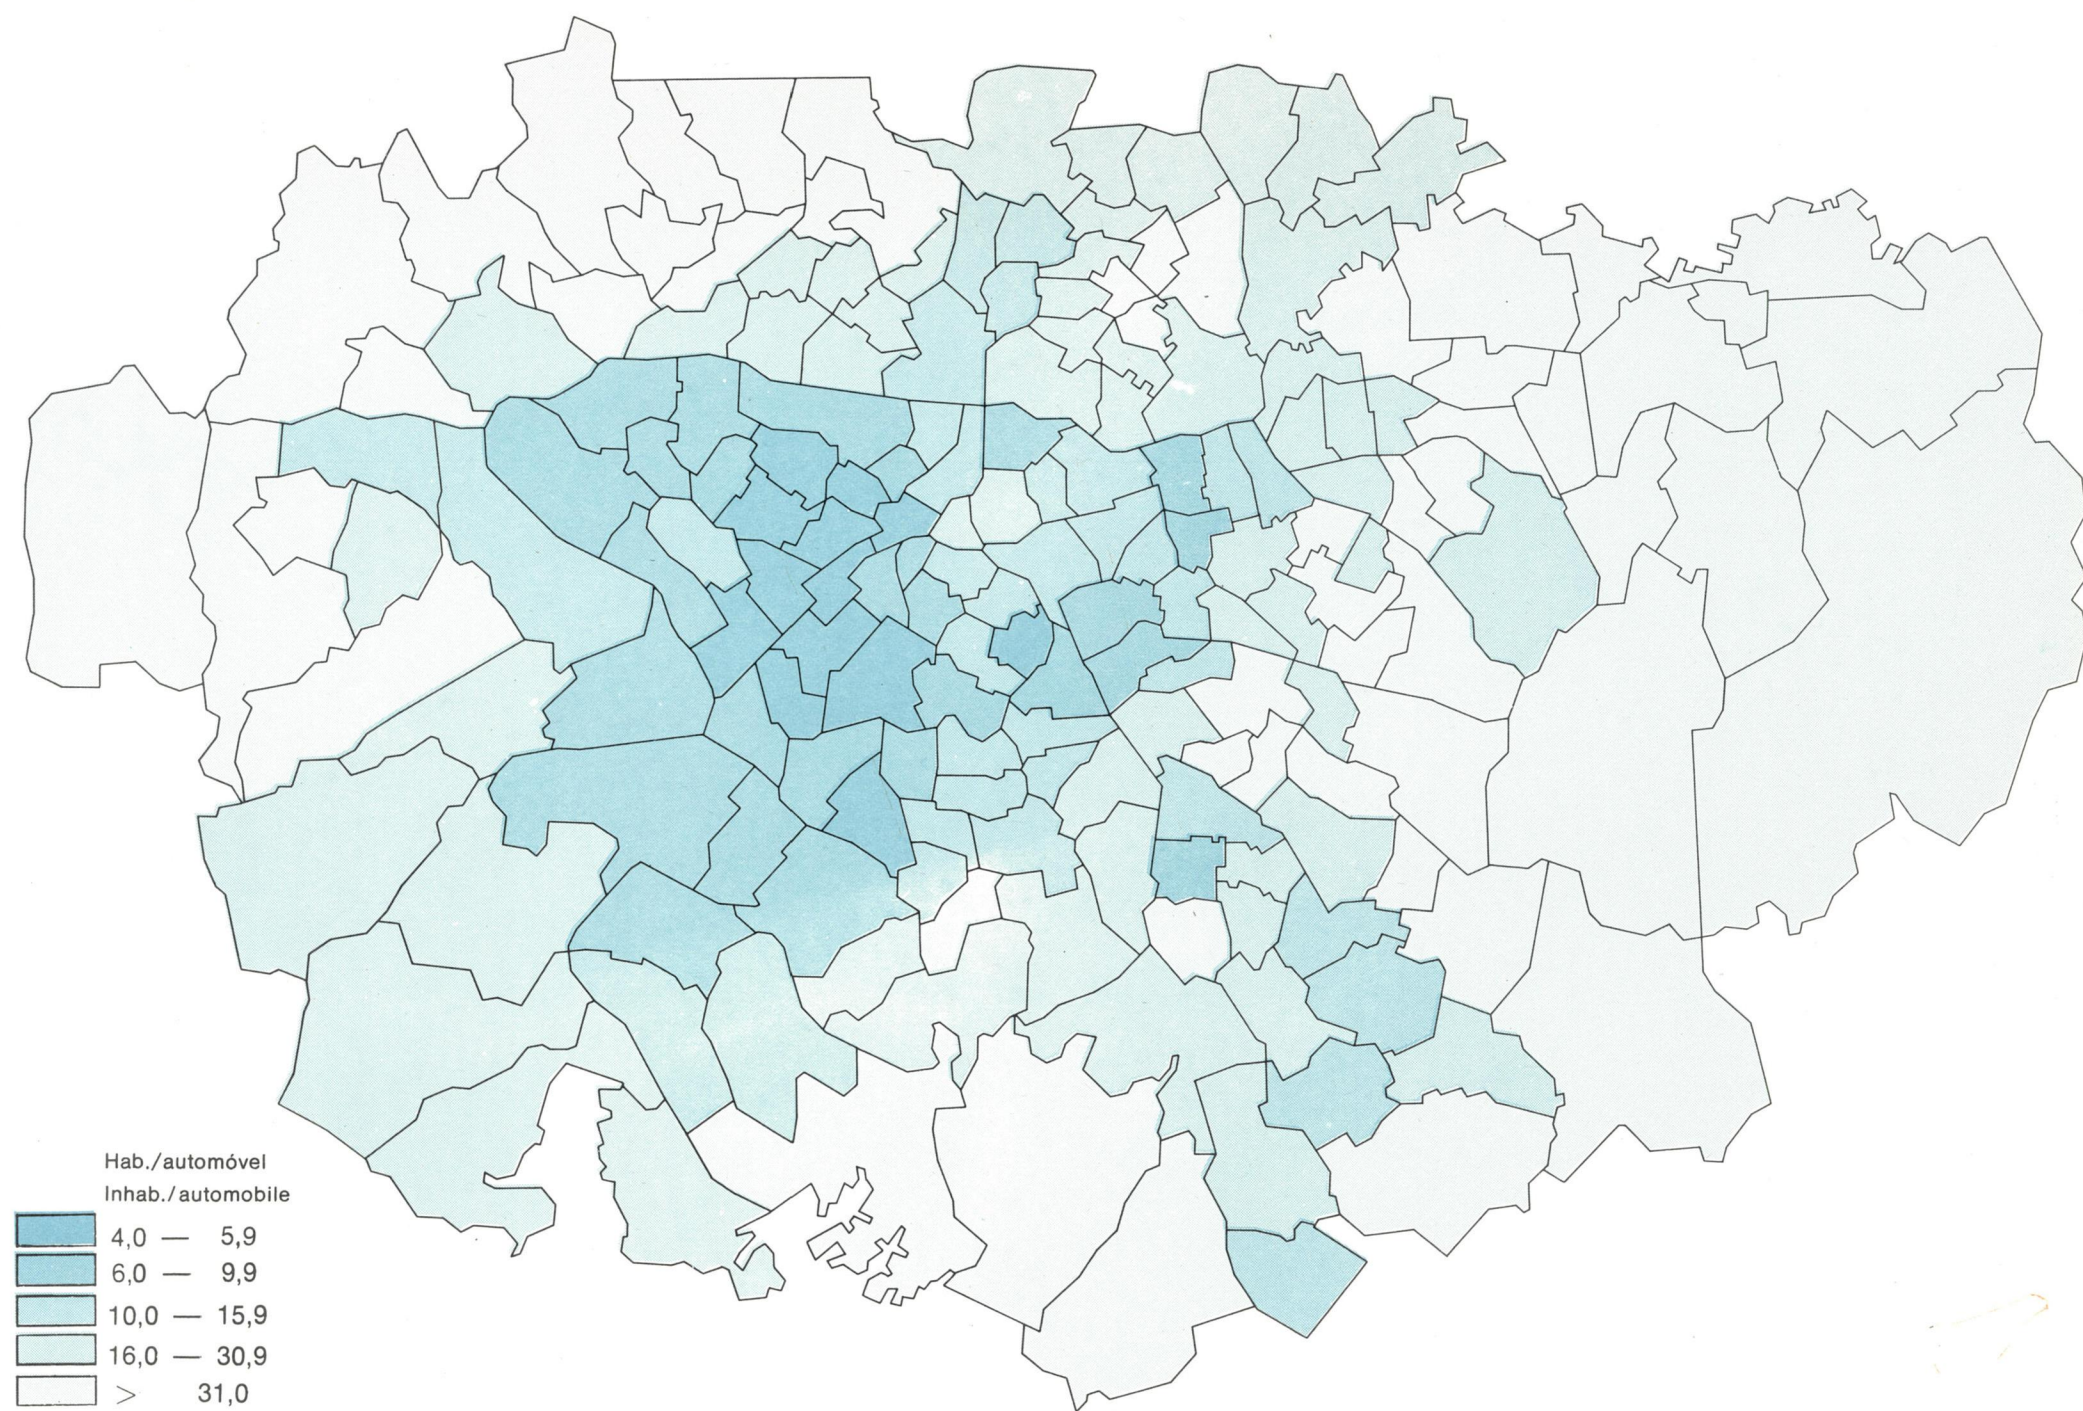 Hab./automóvel
Inhab./automobile
4,0 — 5,9
6,0 — 9,9
10,0 — 15,9
16,0 — 30,9
> 31,0